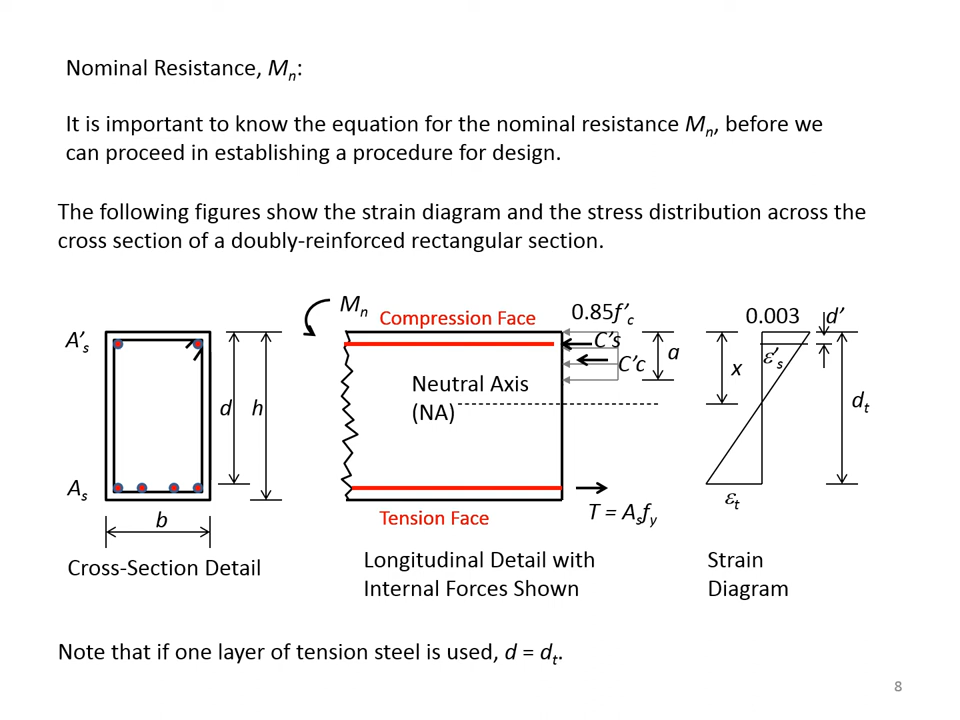 Nominal Resistance, Mn:
It is important to know the equation for the nominal resistance Mn, before we
can proceed in establishing a procedure for design.
The following figures show the strain diagram and the stress distribution across the
cross section of a doubly-reinforced rectangular section.
A's
d
h
As
b
Cross-Section Detail
Mn
Compression Face
0.85f'c
C's
C'c
a
Neutral Axis
(NA)
Tension Face
T = Asfy
Longitudinal Detail with
Internal Forces Shown
0.003
d'
ε's
x
dt
εt
Strain
Diagram
Note that if one layer of tension steel is used, d = dt.
8